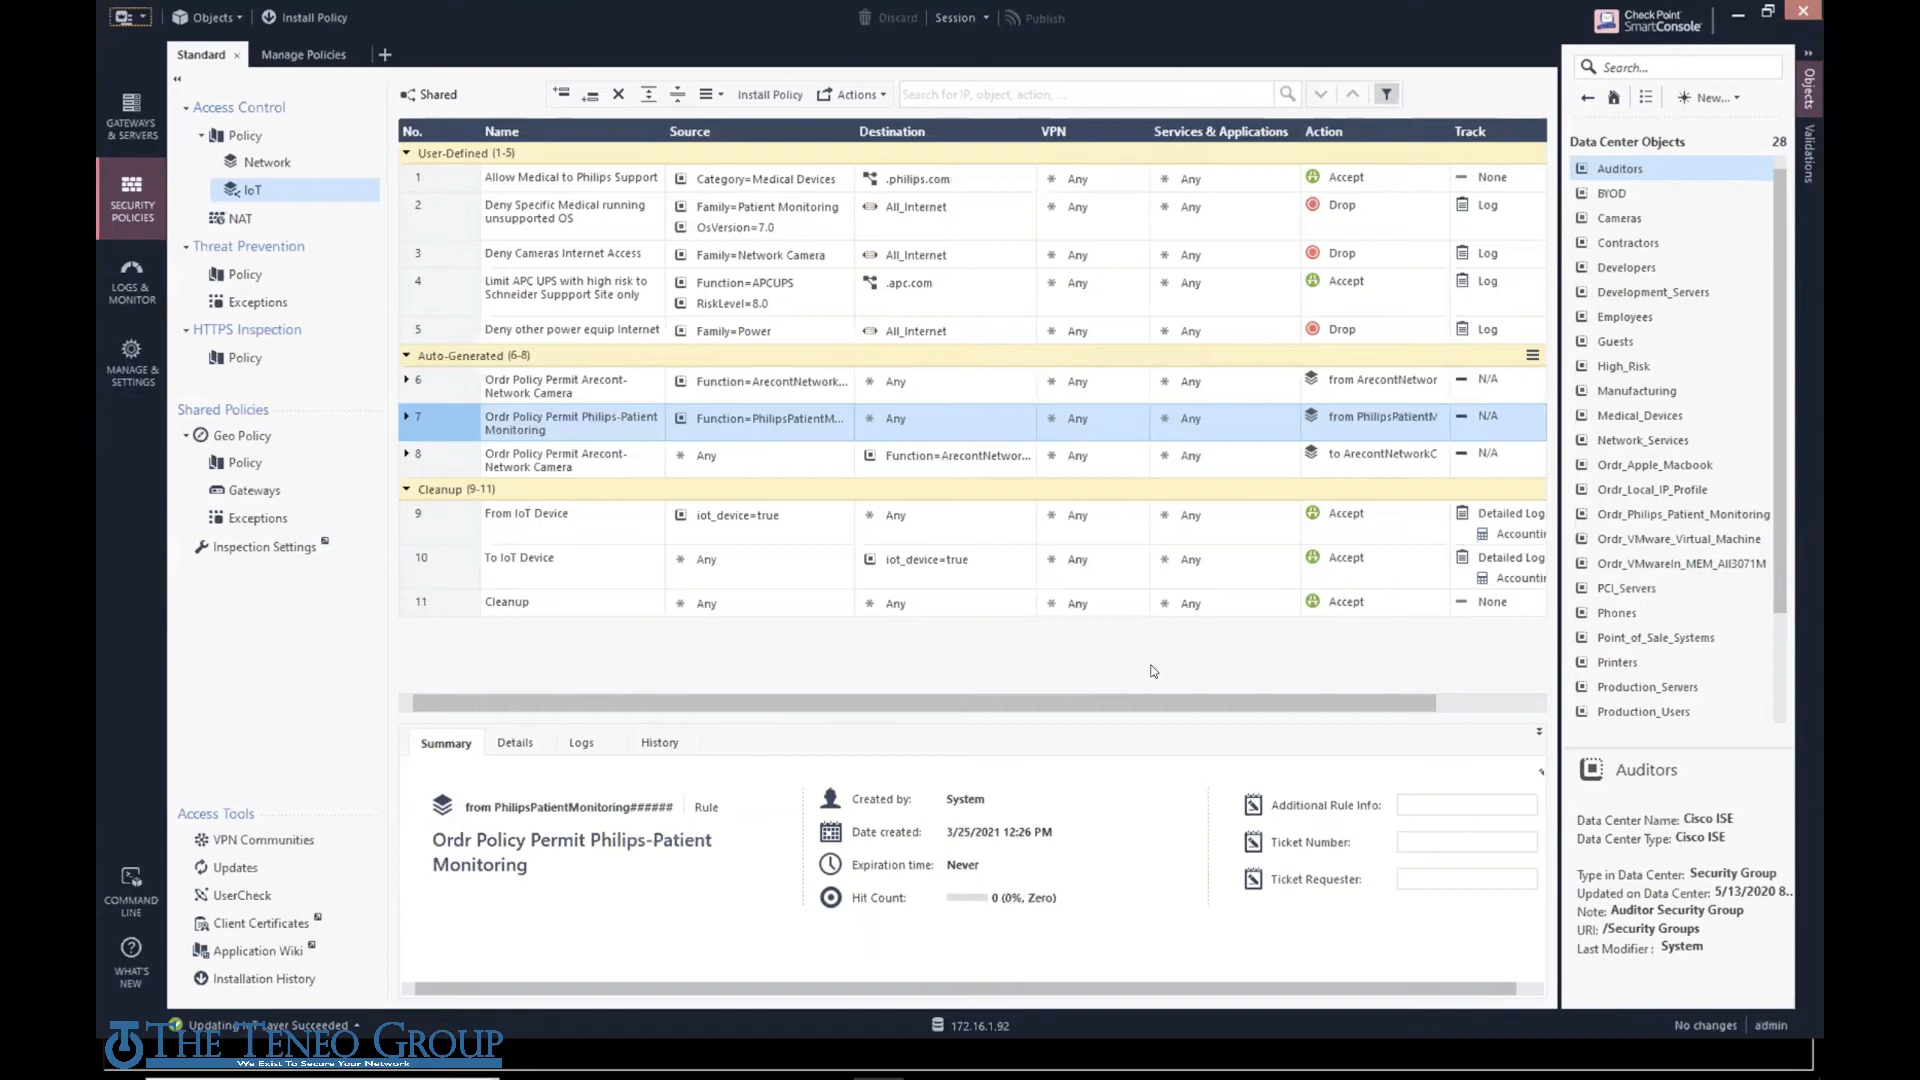 Objects
Install Policy
Discard
Session
Publish
Check Point
SmartConsole
Standard
Manage Policies
GATEWAYS
& SERVERS
SECURITY
POLICIES
LOGS &
MONITOR
MANAGE &
SETTINGS
COMMAND
LINE
WHAT'S
NEW
Access Control
Policy
Network
IoT
NAT
Threat Prevention
Policy
Exceptions
HTTPS Inspection
Policy
Shared Policies
Geo Policy
Policy
Gateways
Exceptions
Inspection Settings
Access Tools
VPN Communities
Updates
UserCheck
Client Certificates
Application Wiki
Installation History
Shared
Install Policy
Actions
Search for IP, object, action, ...
No. Name Source Destination VPN Services & Applications Action Track
User-Defined (1-5)
1 Allow Medical to Philips Support Category=Medical Devices .philips.com * Any * Any Accept None
2 Deny Specific Medical running Family=Patient Monitoring All_Internet * Any * Any Drop Log
unsupported OS OsVersion=7.0
3 Deny Cameras Internet Access Family=Network Camera All_Internet * Any * Any Drop Log
4 Limit APC UPS with high risk to Function=APCUPS .apc.com * Any * Any Accept Log
Schneider Suppport Site only RiskLevel=8.0
5 Deny other power equip Internet Family=Power All_Internet * Any * Any Drop Log
Auto-Generated (6-8)
6 Ordr Policy Permit Arecont- Function=ArecontNetwork... * Any * Any * Any from ArecontNetwor N/A
Network Camera
7 Ordr Policy Permit Philips-Patient Function=PhilipsPatientM... * Any * Any * Any from PhilipsPatientM N/A
Monitoring
8 Ordr Policy Permit Arecont- * Any Function=ArecontNetwor... * Any * Any to ArecontNetworkC N/A
Network Camera
Cleanup (9-11)
9 From IoT Device iot_device=true * Any * Any * Any Accept Detailed Log
Accountin
10 To IoT Device * Any iot_device=true * Any * Any Accept Detailed Log
Accountin
11 Cleanup * Any * Any * Any * Any Accept None
Summary Details Logs History
from PhilipsPatientMonitoring###### Rule
Ordr Policy Permit Philips-Patient
Monitoring
Created by: System
Date created: 3/25/2021 12:26 PM
Expiration time: Never
Hit Count: 0 (0%, Zero)
Additional Rule Info:
Ticket Number:
Ticket Requester:
Search...
New...
Data Center Objects 28
Auditors
BYOD
Cameras
Contractors
Developers
Development_Servers
Employees
Guests
High_Risk
Manufacturing
Medical_Devices
Network_Services
Ordr_Apple_Macbook
Ordr_Local_IP_Profile
Ordr_Philips_Patient_Monitoring
Ordr_VMware_Virtual_Machine
Ordr_VMwareIn_MEM_All3071M
PCI_Servers
Phones
Point_of_Sale_Systems
Printers
Production_Servers
Production_Users
Auditors
Data Center Name: Cisco ISE
Data Center Type: Cisco ISE
Type in Data Center: Security Group
Updated on Data Center: 5/13/2020 8..
Note: Auditor Security Group
URI: /Security Groups
Last Modifier : System
Objects
Validations
Updating IoT Layer Succeeded
172.16.1.92
No changes
admin
THE TENEO GROUP
We Exist To Secure Your Network